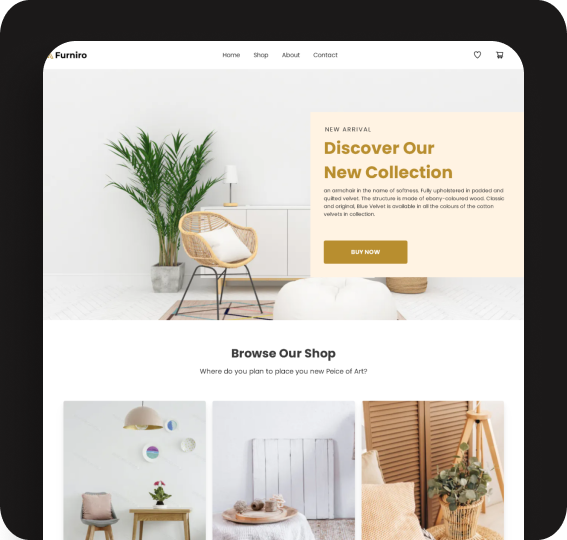 Furniro
Home Shop About Contact
NEW ARRIVAL
Discover Our
New Collection
an armchair in the name of softness. Fully upholstered in padded and
quilted velvet. The structure is made of ebony-coloured wood. Classic
and original, Blue Velvet is available in all the colours of the cotton
velvets in collection.
BUY NOW
Browse Our Shop
Where do you plan to place you new Peice of Art?